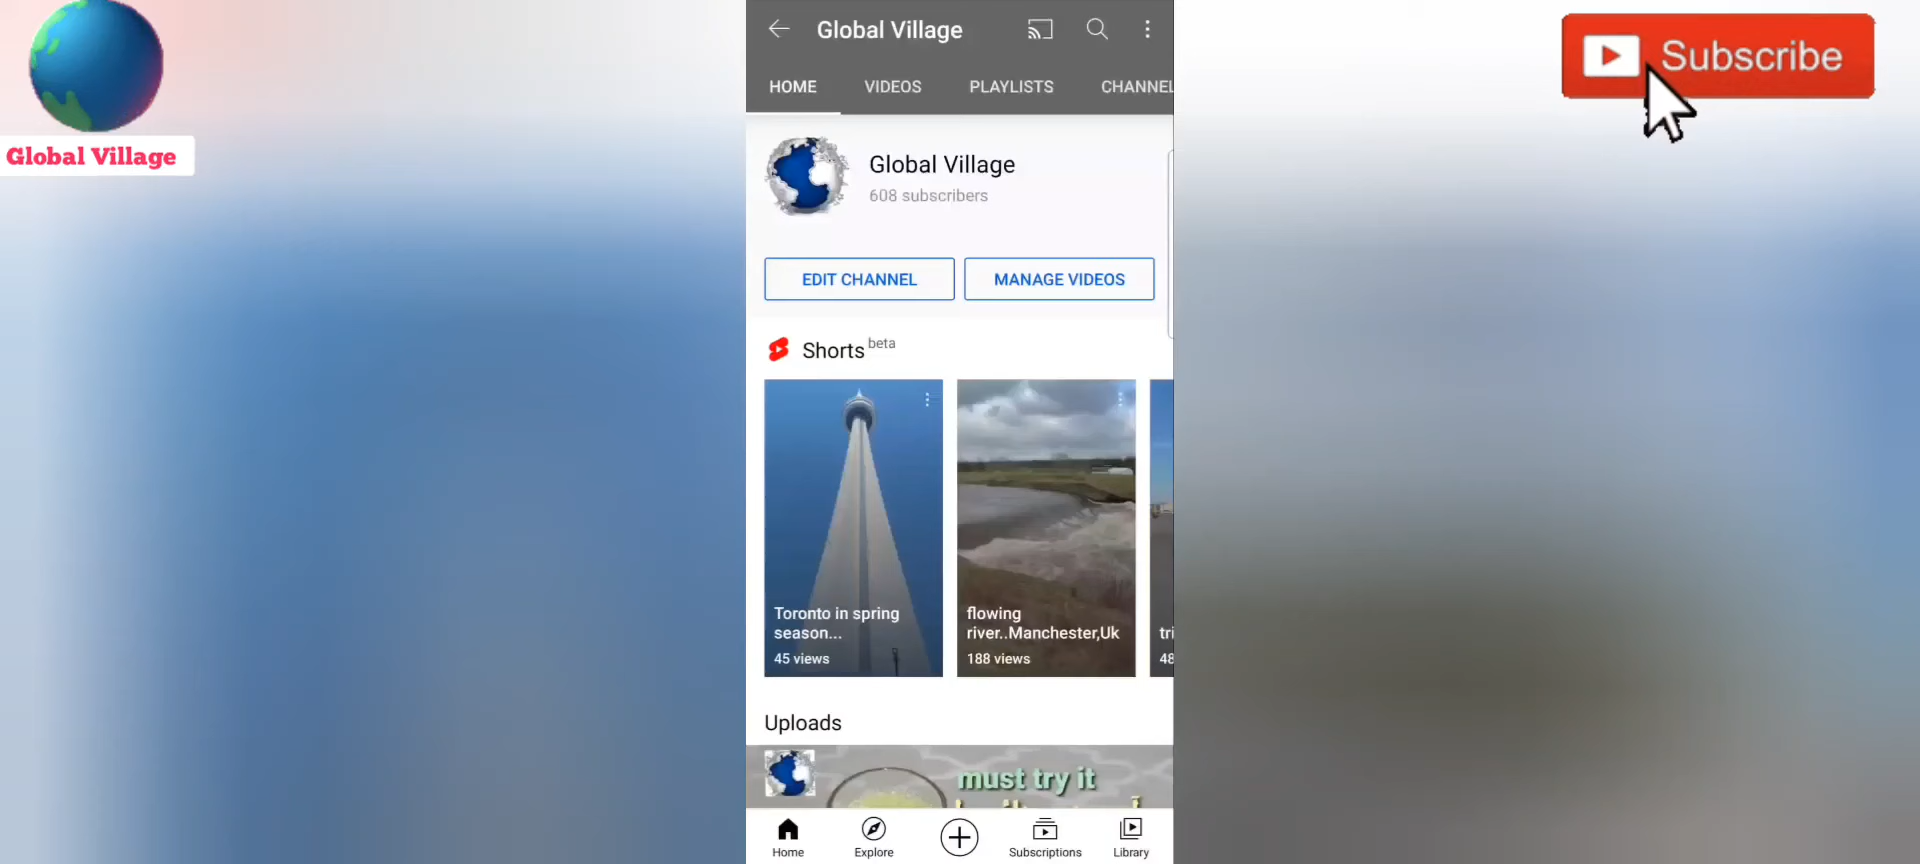 Global Village
Subscribe
Global Village
HOME
VIDEOS
PLAYLISTS
CHANNEL
Global Village
608 subscribers
EDIT CHANNEL
MANAGE VIDEOS
Shorts beta
Toronto in spring
season...
45 views
flowing
river..Manchester,Uk
188 views
tri
48
Uploads
must try it
Home
Explore
Subscriptions
Library